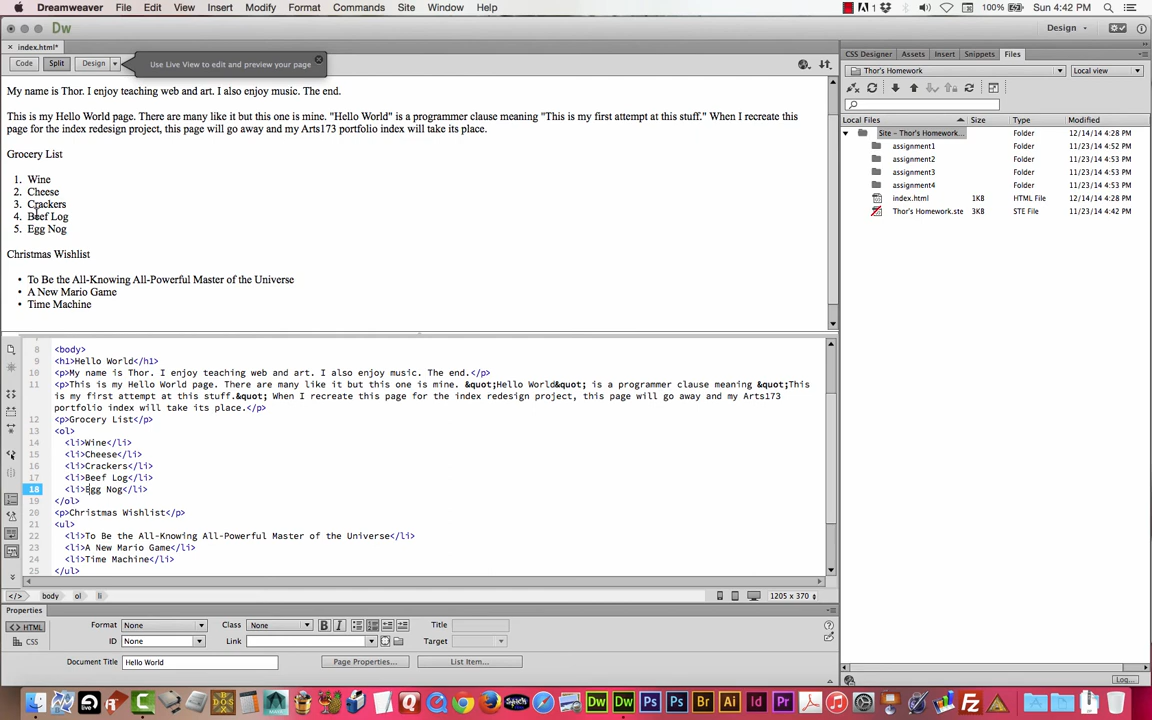 Dreamweaver File Edit View Insert Modify Format Commands Site Window Help 1 100% Sun 4:42 PM
Dw Design
index.html*
Code Split Design Use Live View to edit and preview your page
My name is Thor. I enjoy teaching web and art. I also enjoy music. The end.
This is my Hello World page. There are many like it but this one is mine. "Hello World" is a programmer clause meaning "This is my first attempt at this stuff." When I recreate this
page for the index redesign project, this page will go away and my Arts173 portfolio index will take its place.
Grocery List
1. Wine
2. Cheese
3. Crackers
4. Beef Log
5. Egg Nog
Christmas Wishlist
• To Be the All-Knowing All-Powerful Master of the Universe
• A New Mario Game
• Time Machine
7
8 <body>
9 <h1>Hello World</h1>
10 <p>My name is Thor. I enjoy teaching web and art. I also enjoy music. The end.</p>
11 <p>This is my Hello World page. There are many like it but this one is mine. &quot;Hello World&quot; is a programmer clause meaning &quot;This
is my first attempt at this stuff.&quot; When I recreate this page for the index redesign project, this page will go away and my Arts173
portfolio index will take its place.</p>
12 <p>Grocery List</p>
13 <ol>
14 <li>Wine</li>
15 <li>Cheese</li>
16 <li>Crackers</li>
17 <li>Beef Log</li>
18 <li>Egg Nog</li>
19 </ol>
20 <p>Christmas Wishlist</p>
21 <ul>
22 <li>To Be the All-Knowing All-Powerful Master of the Universe</li>
23 <li>A New Mario Game</li>
24 <li>Time Machine</li>
25 </ul>
</> body ol li 1205 x 370
Properties
HTML Format None Class None B I Title
CSS ID None Link Target
Document Title Hello World Page Properties... List Item...
CSS Designer Assets Insert Snippets Files
Thor's Homework Local view
Local Files Size Type Modified
Site - Thor's Homework... Folder 12/14/14 4:28 PM
assignment1 Folder 11/23/14 4:52 PM
assignment2 Folder 11/23/14 4:53 PM
assignment3 Folder 11/23/14 4:53 PM
assignment4 Folder 11/23/14 4:53 PM
index.html 1KB HTML File 12/14/14 4:28 PM
Thor's Homework.ste 3KB STE File 11/23/14 4:42 PM
Log...
live DOS Stitch Dw Dw Ps Ps Br Ai Id Pr Fz